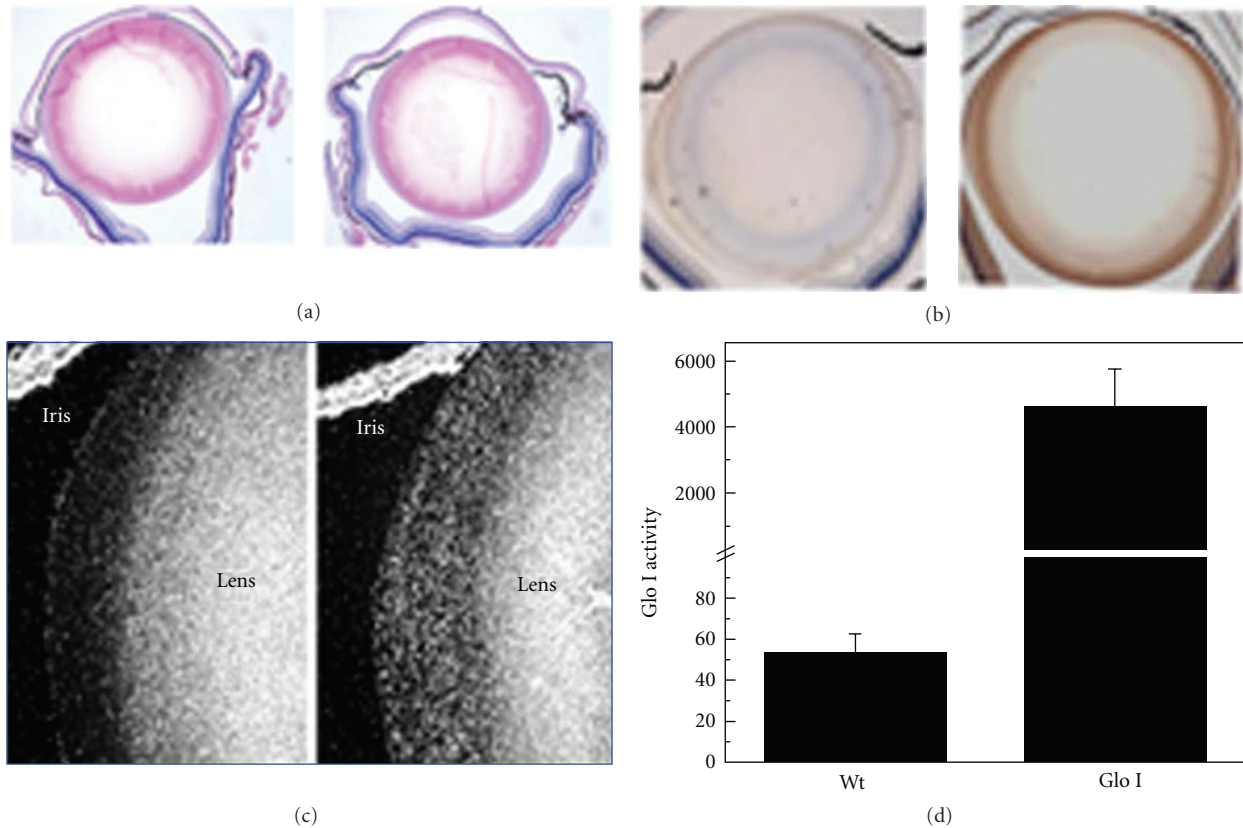 (a)
(b)
Iris
Lens
Iris
Lens
(c)
Glo I activity
6000
4000
2000
80
60
40
20
0
Wt
Glo I
(d)